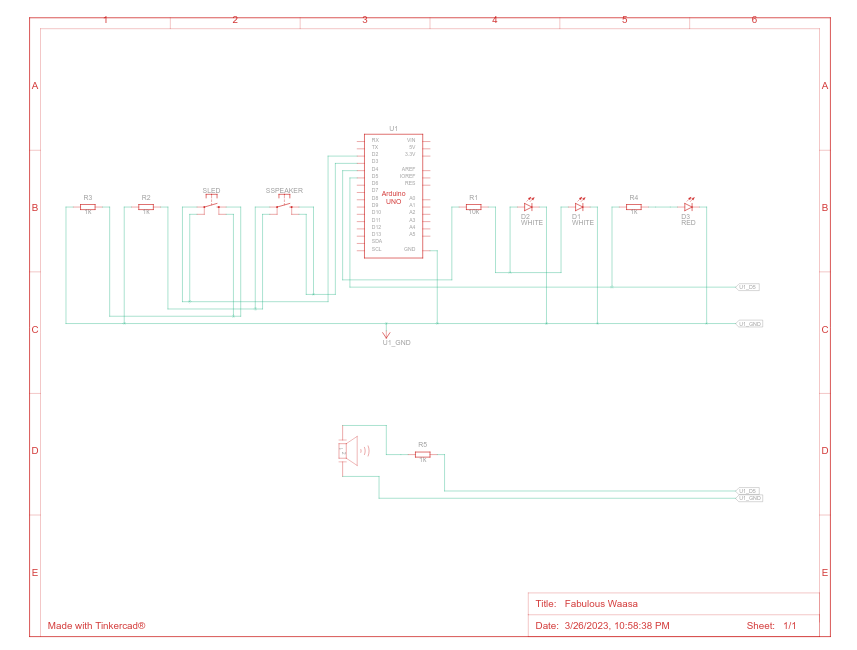 1 2 3 4 5 6
A A
U1
RX VIN
TX 5V
D2 3.3V
D3
D4 AREF
D5 IOREF
D6 RES
D7
Arduino
UNO
D8 A0
D9 A1
D10 A2
D11 A3
D12 A4
D13 A5
SDA
SCL GND
SLED SSPEAKER
R3 R2 R1 R4
B B
1K 1K 10K 1K
D2 D1 D3
WHITE WHITE RED
U1_GND
C C
U1_GND
R5
D D
1K
U1_GND
E E
Title: Fabulous Waasa
Made with Tinkercad®
Date: 3/26/2023, 10:58:38 PM Sheet: 1/1